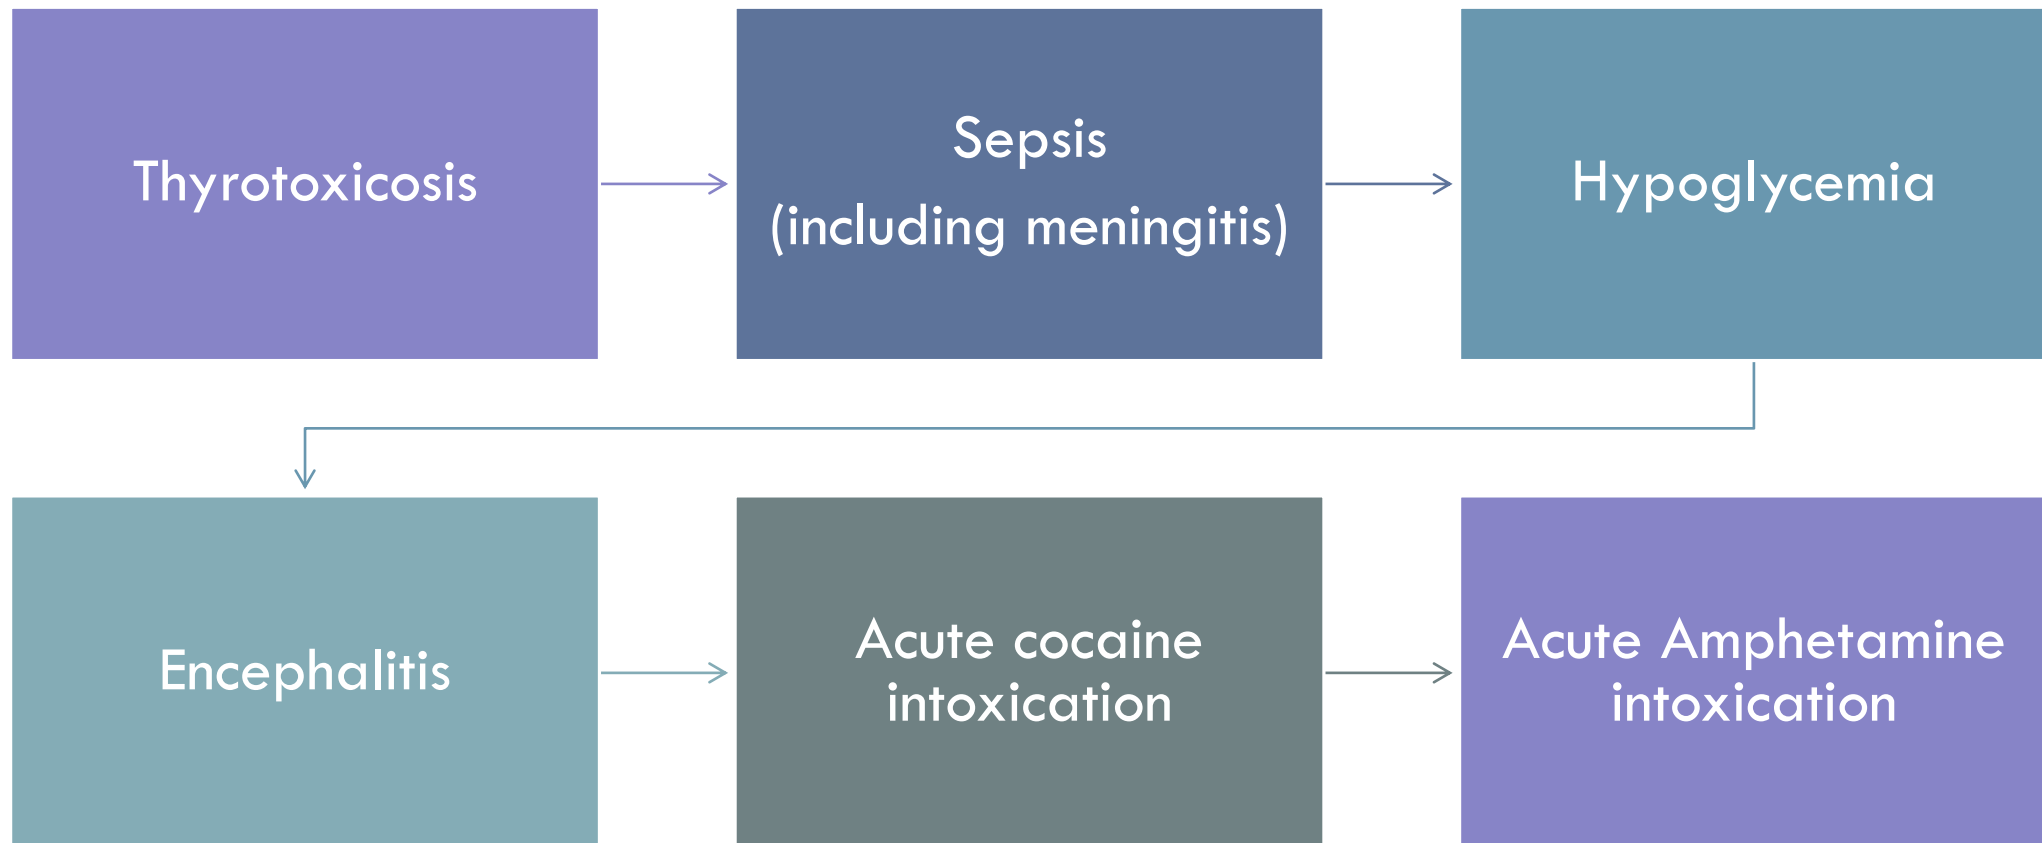 Thyrotoxicosis
Sepsis
(including meningitis)
Hypoglycemia
Encephalitis
Acute cocaine
intoxication
Acute Amphetamine
intoxication